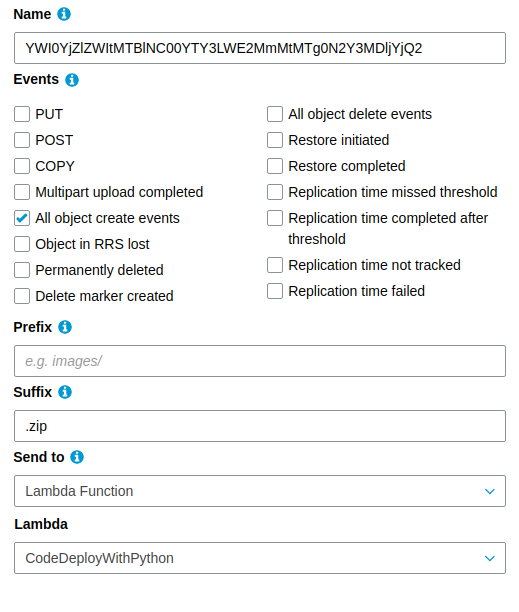 Name
YWI0YjZlZWItMTBlNC00YTY3LWE2MmMtMTg0N2Y3MDljYjQ2
Events
PUT
POST
COPY
Multipart upload completed
All object create events
Object in RRS lost
Permanently deleted
Delete marker created
All object delete events
Restore initiated
Restore completed
Replication time missed threshold
Replication time completed after
threshold
Replication time not tracked
Replication time failed
Prefix
e.g. images/
Suffix
.zip
Send to
Lambda Function
Lambda
CodeDeployWithPython